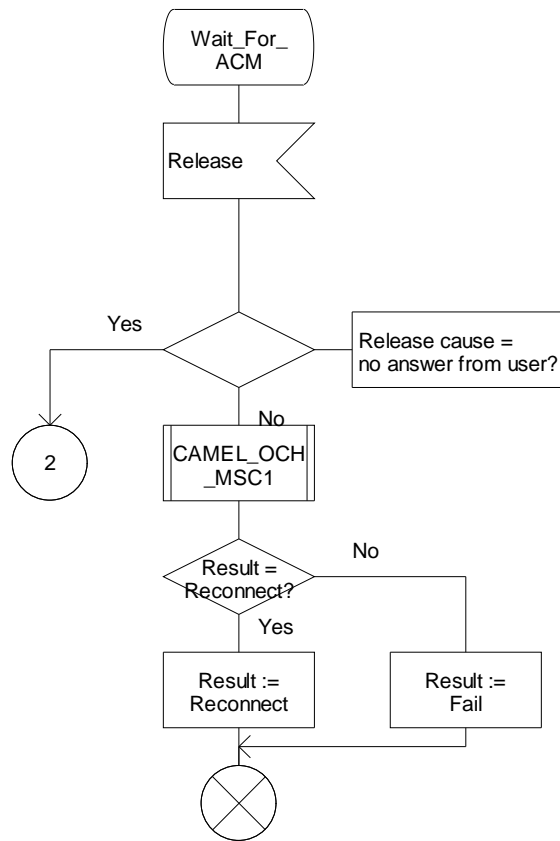 Wait_For_
ACM
Release
Yes
Release cause =
no answer from user?
No
2
CAMEL_OCH
_MSC1
Result =
Reconnect?
No
Yes
Result :=
Reconnect
Result :=
Fail